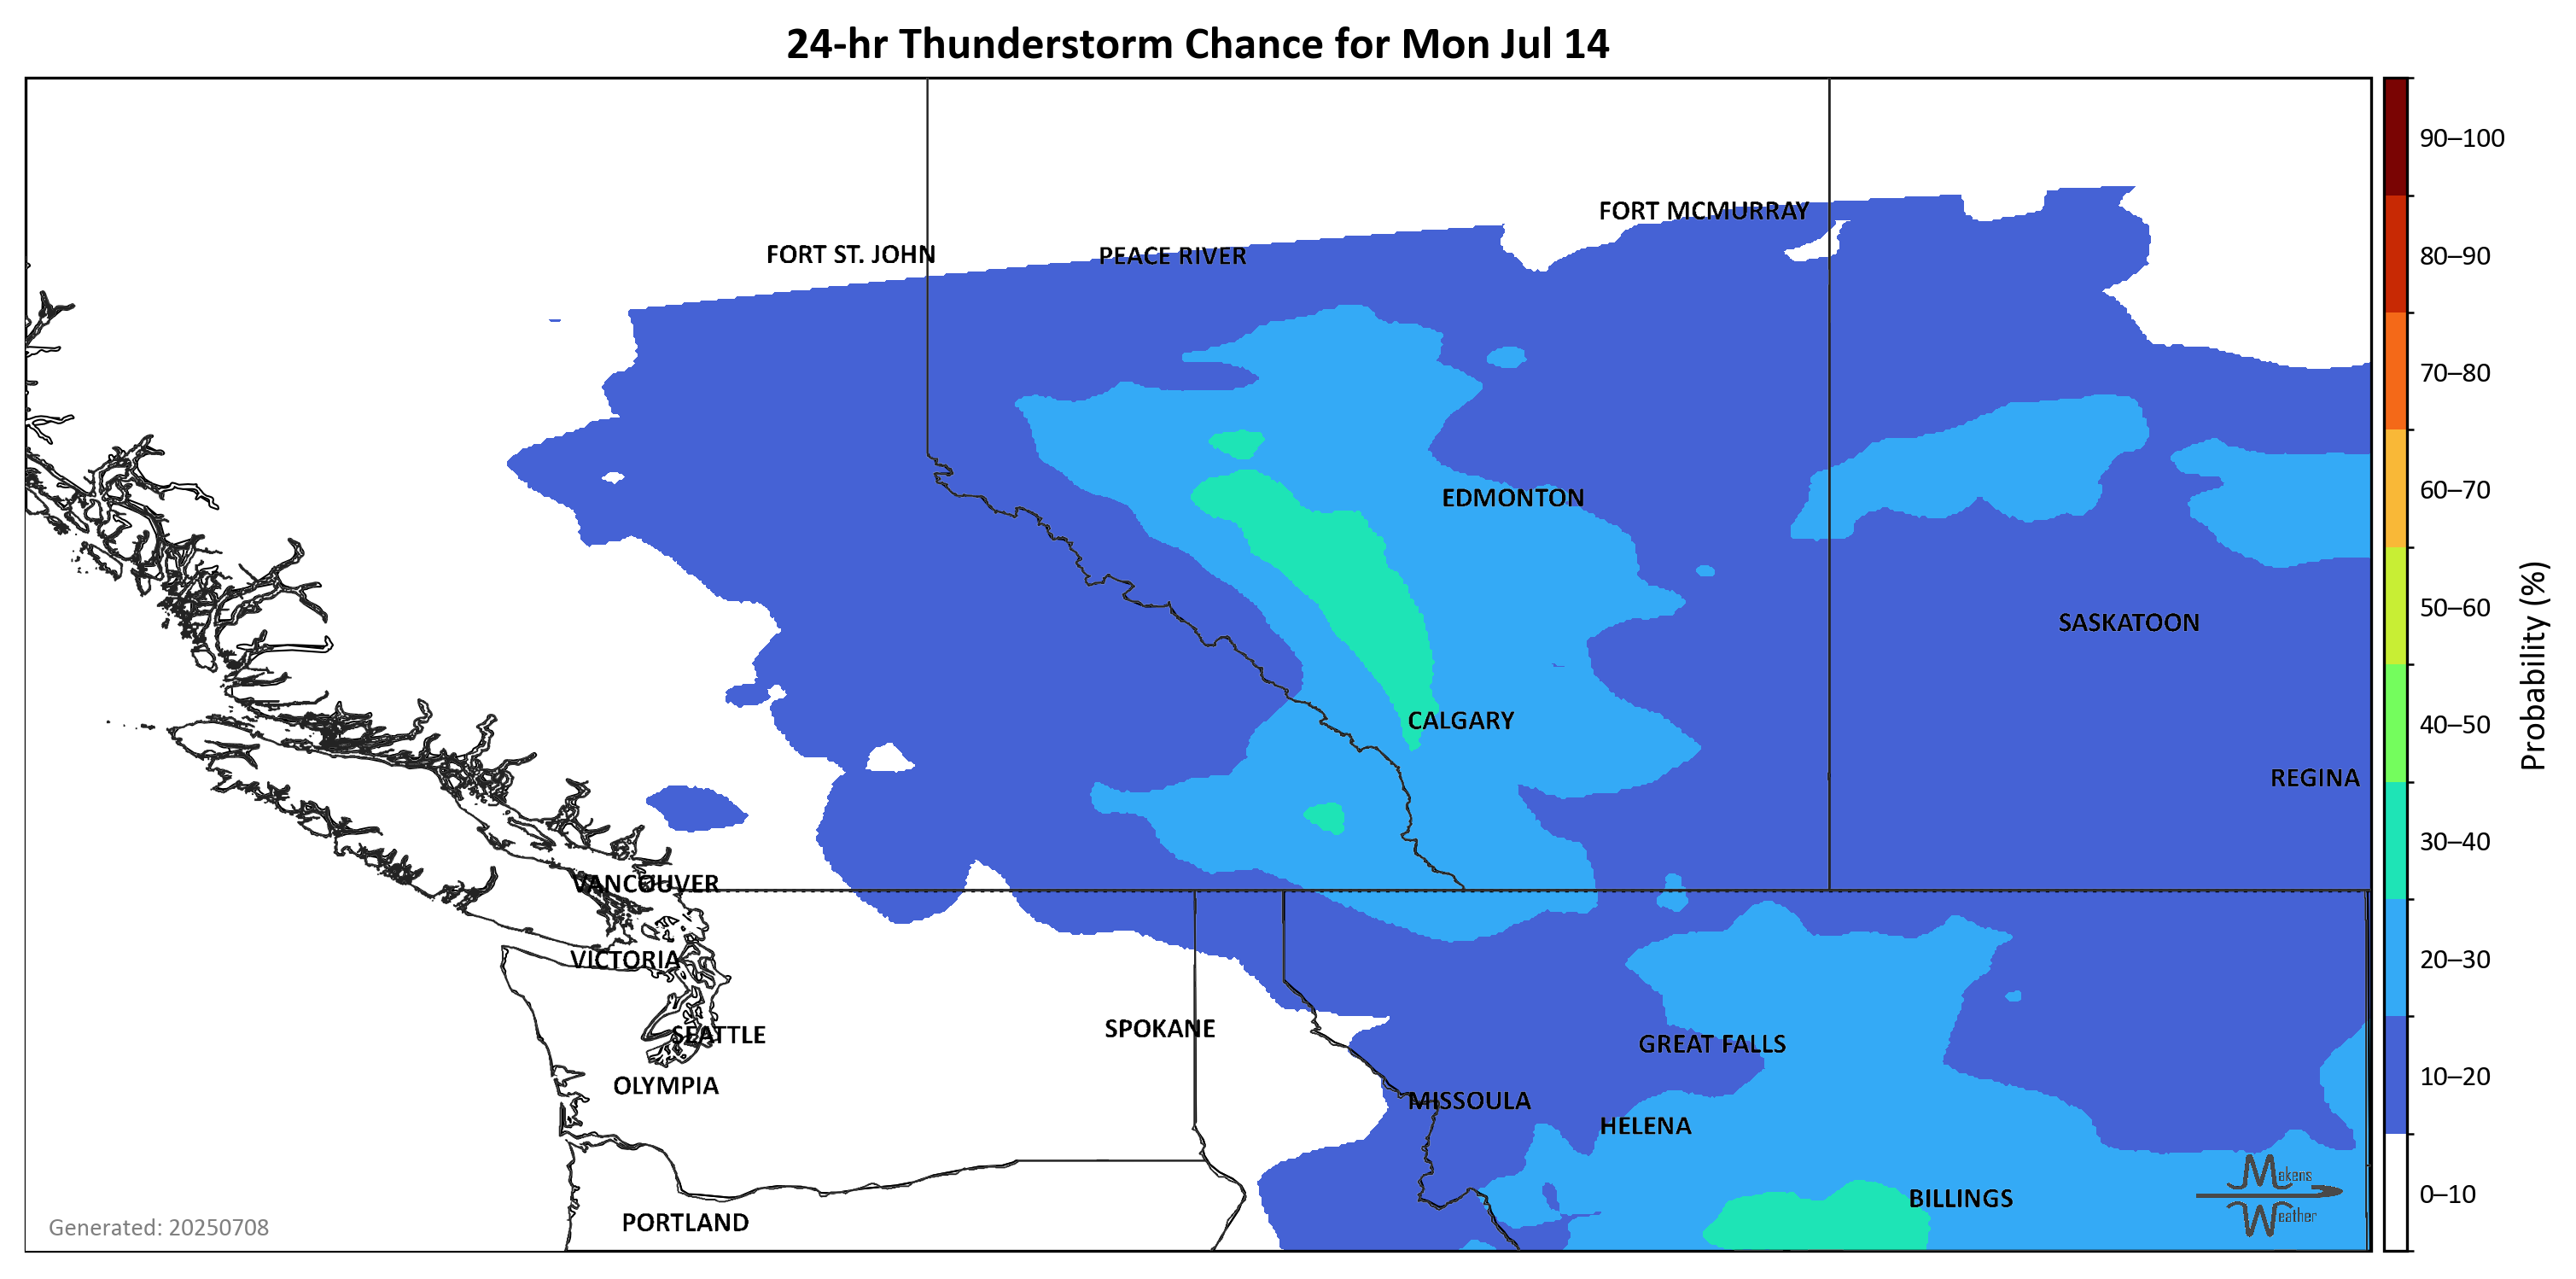 24-hr Thunderstorm Chance for Mon Jul 14
90–100
FORT MCMURRAY
FORT ST. JOHN
PEACE RIVER
80–90
70–80
60–70
EDMONTON
50–60
SASKATOON
Probability (%)
CALGARY
40–50
REGINA
30–40
VANCOUVER
VICTORIA
20–30
SPOKANE
SEATTLE
GREAT FALLS
OLYMPIA
10–20
MISSOULA
HELENA
Makens
Weather
0–10
BILLINGS
PORTLAND
Generated: 20250708